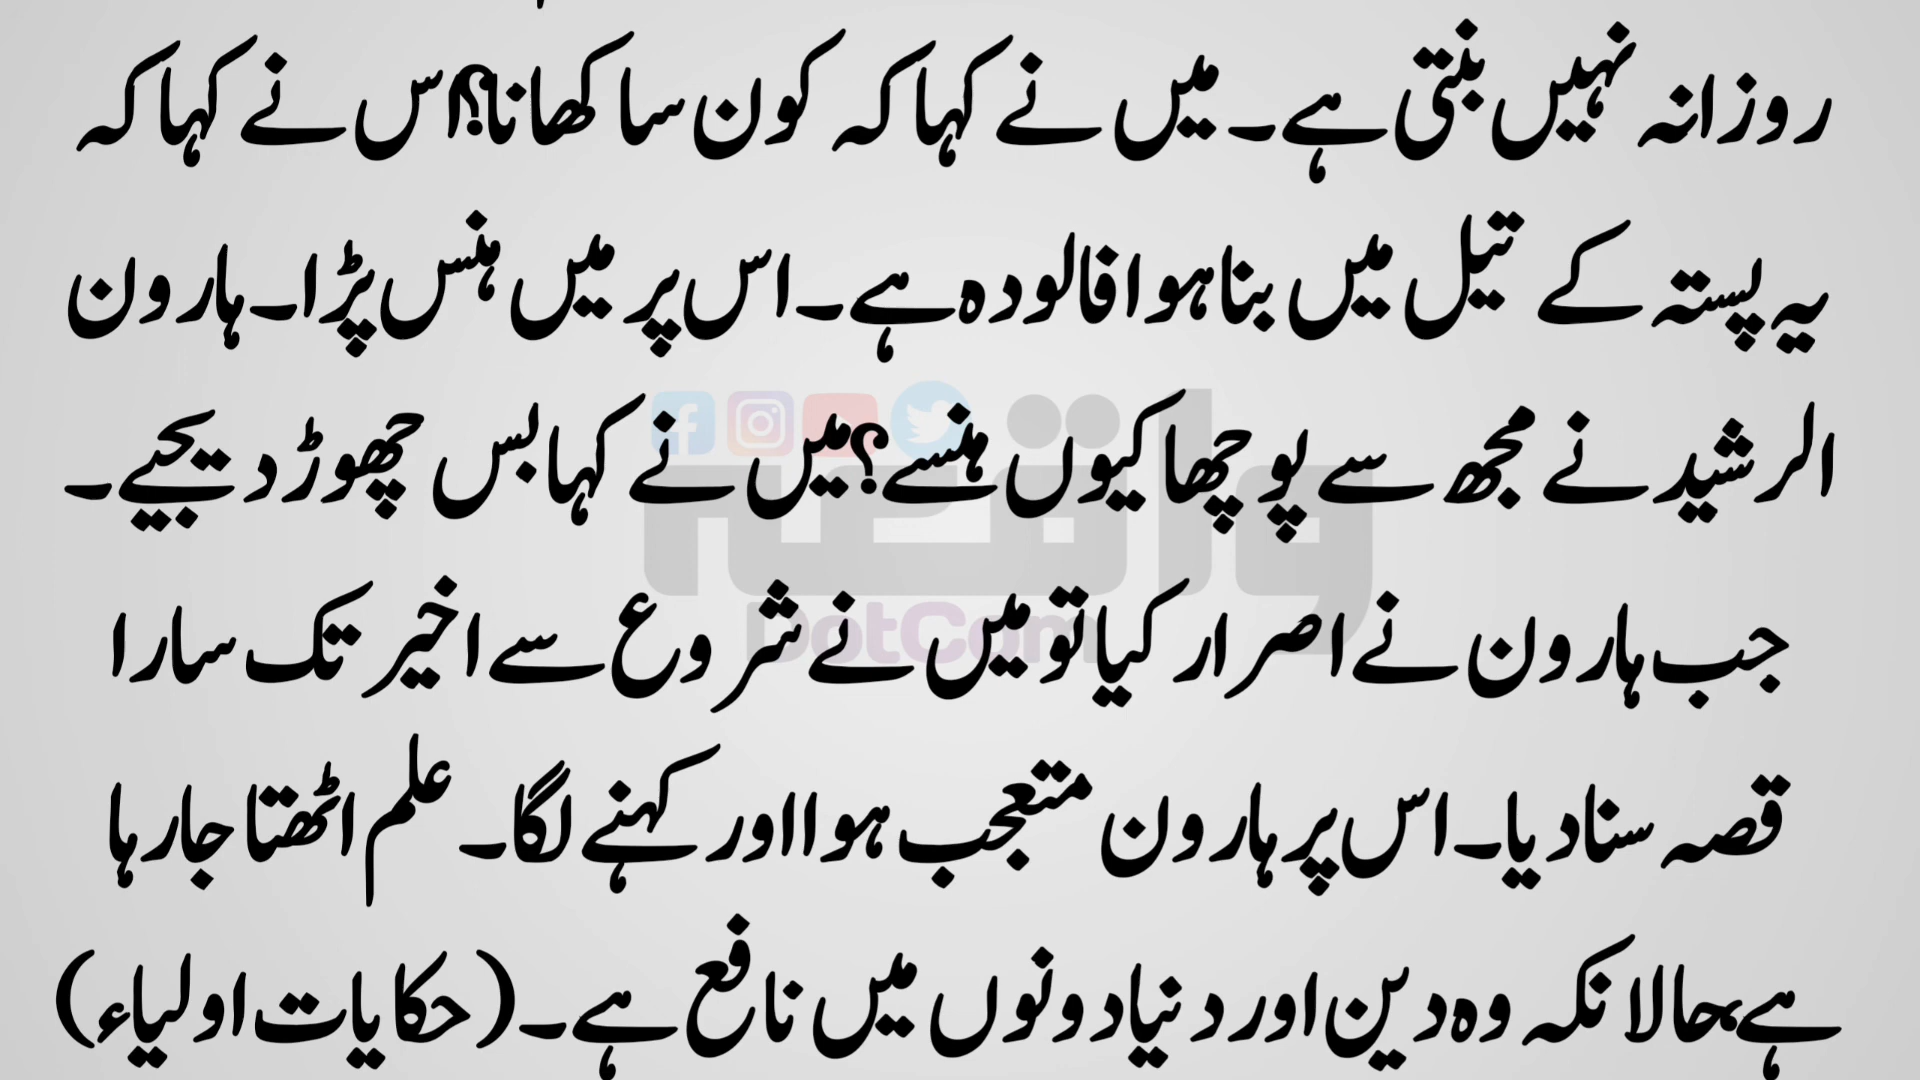 روزانہ نہیں بنتی ہے۔ میں نے کہا کہ کون سا کھانا؟ اس نے کہا کہ
یہ پستہ کے تیل میں بنا ہوا فالودہ ہے۔ اس پر میں ہنس پڑا۔ ہارون
الرشید نے مجھ سے پوچھا کیوں ہنسے؟ میں نے کہا بس چھوڑ دیجیے۔
جب ہارون نے اصرار کیا تو میں نے شروع سے اخیر تک سارا
قصہ سنا دیا۔ اس پر ہارون متعجب ہوا اور کہنے لگا۔ علم اٹھتا جا رہا
ہے، حالانکہ وہ دین اور دنیا دونوں میں نافع ہے۔ (حکایات اولیاء)
واقعہ
DotCom